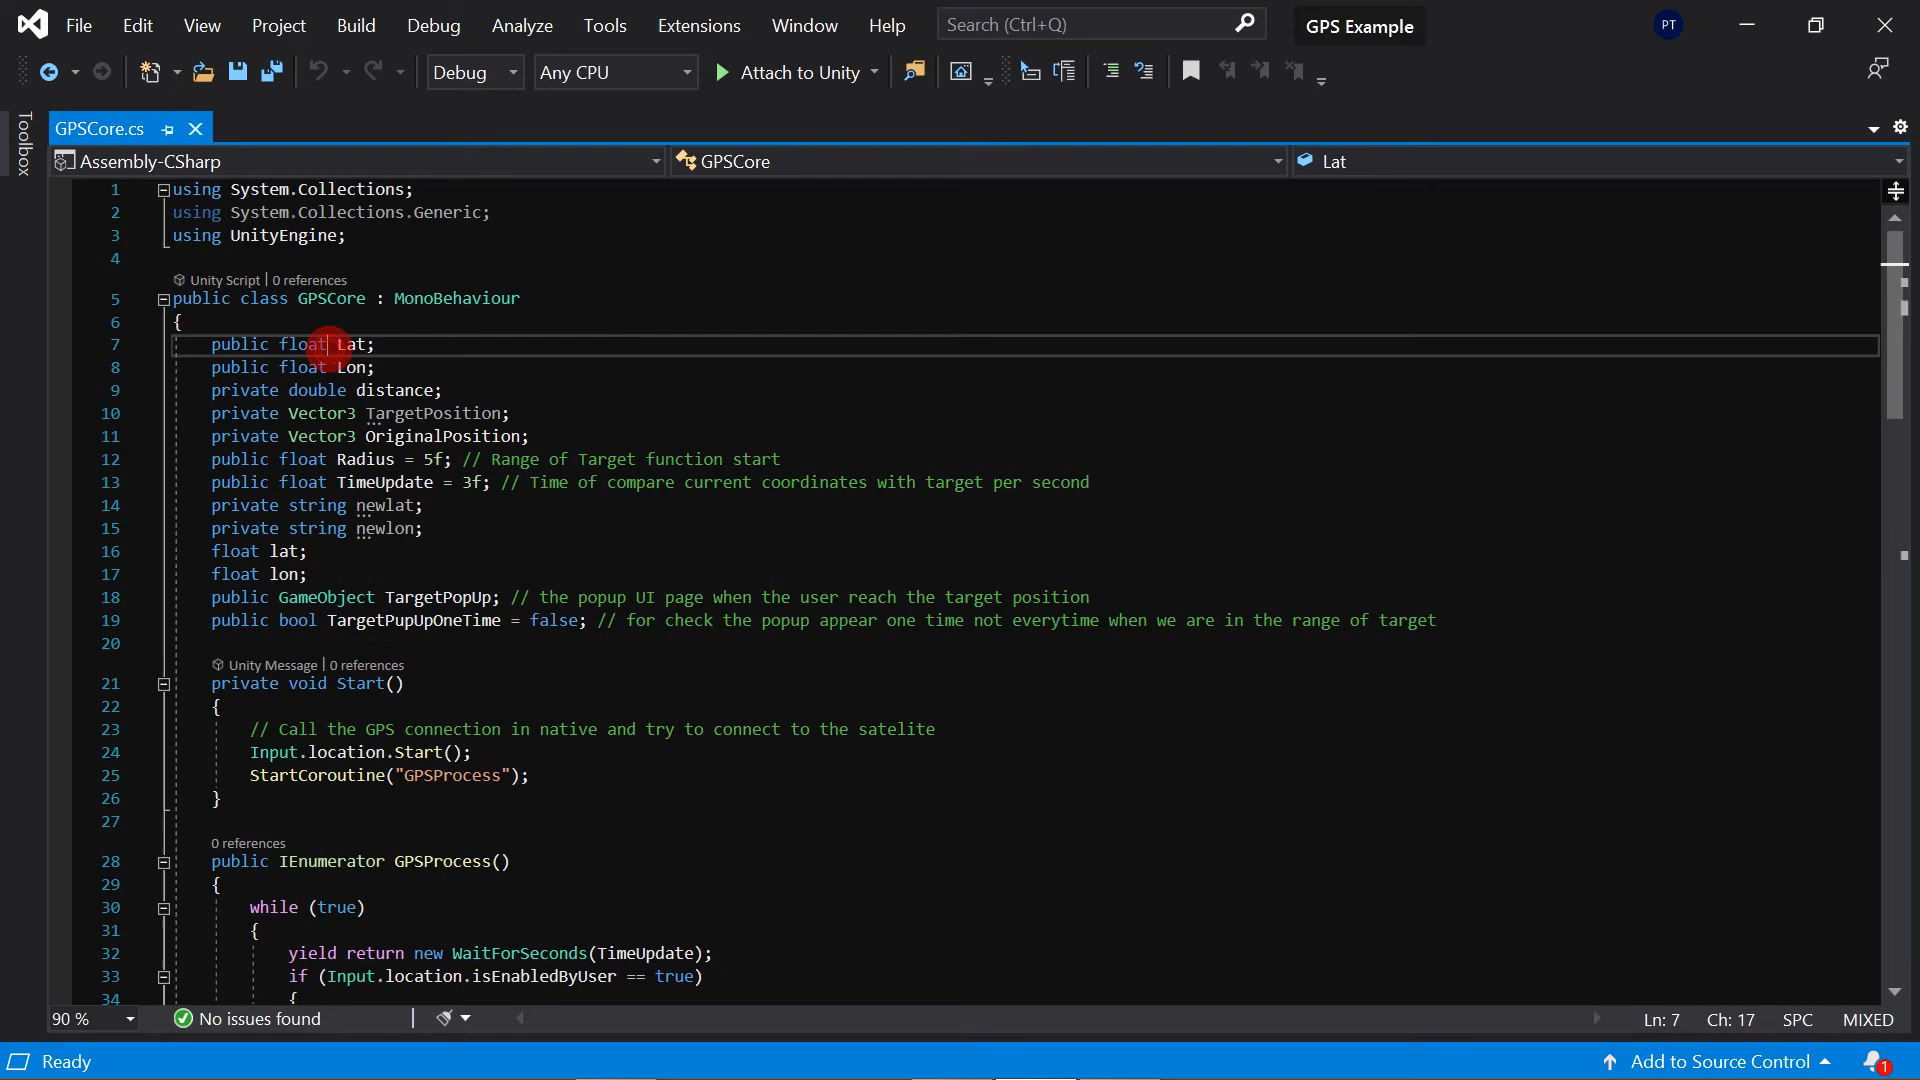 File Edit View Project Build Debug Analyze Tools Extensions Window Help Search (Ctrl+Q) GPS Example PT
Debug Any CPU Attach to Unity
Toolbox
GPSCore.cs
Assembly-CSharp GPSCore Lat
1 using System.Collections;
2 using System.Collections.Generic;
3 using UnityEngine;
4
Unity Script | 0 references
5 public class GPSCore : MonoBehaviour
6 {
7 public float Lat;
8 public float Lon;
9 private double distance;
10 private Vector3 TargetPosition;
11 private Vector3 OriginalPosition;
12 public float Radius = 5f; // Range of Target function start
13 public float TimeUpdate = 3f; // Time of compare current coordinates with target per second
14 private string newlat;
15 private string newlon;
16 float lat;
17 float lon;
18 public GameObject TargetPopUp; // the popup UI page when the user reach the target position
19 public bool TargetPupUpOneTime = false; // for check the popup appear one time not everytime when we are in the range of target
20
Unity Message | 0 references
21 private void Start()
22 {
23 // Call the GPS connection in native and try to connect to the satelite
24 Input.location.Start();
25 StartCoroutine("GPSProcess");
26 }
27
0 references
28 public IEnumerator GPSProcess()
29 {
30 while (true)
31 {
32 yield return new WaitForSeconds(TimeUpdate);
33 if (Input.location.isEnabledByUser == true)
34 {
90 % No issues found Ln: 7 Ch: 17 SPC MIXED
Ready Add to Source Control 1